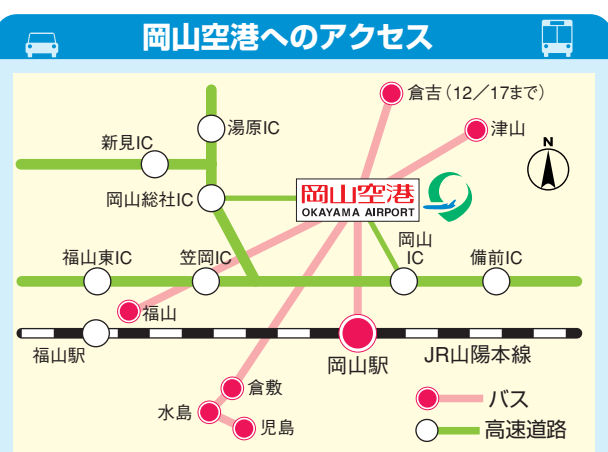 岡山空港へのアクセス
倉吉（12／17まで）
津山
湯原IC
新見IC
N
岡山総社IC
岡山空港
OKAYAMA AIRPORT
福山東IC
笠岡IC
岡山
IC
備前IC
福山
福山駅
岡山駅
JR山陽本線
倉敷
水島
児島
バス
高速道路